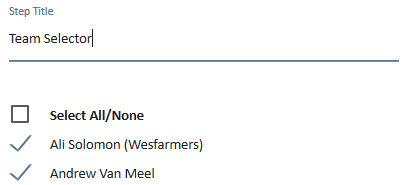 Step Title
Team Selector
Select All/None
Ali Solomon (Wesfarmers)
Andrew Van Meel